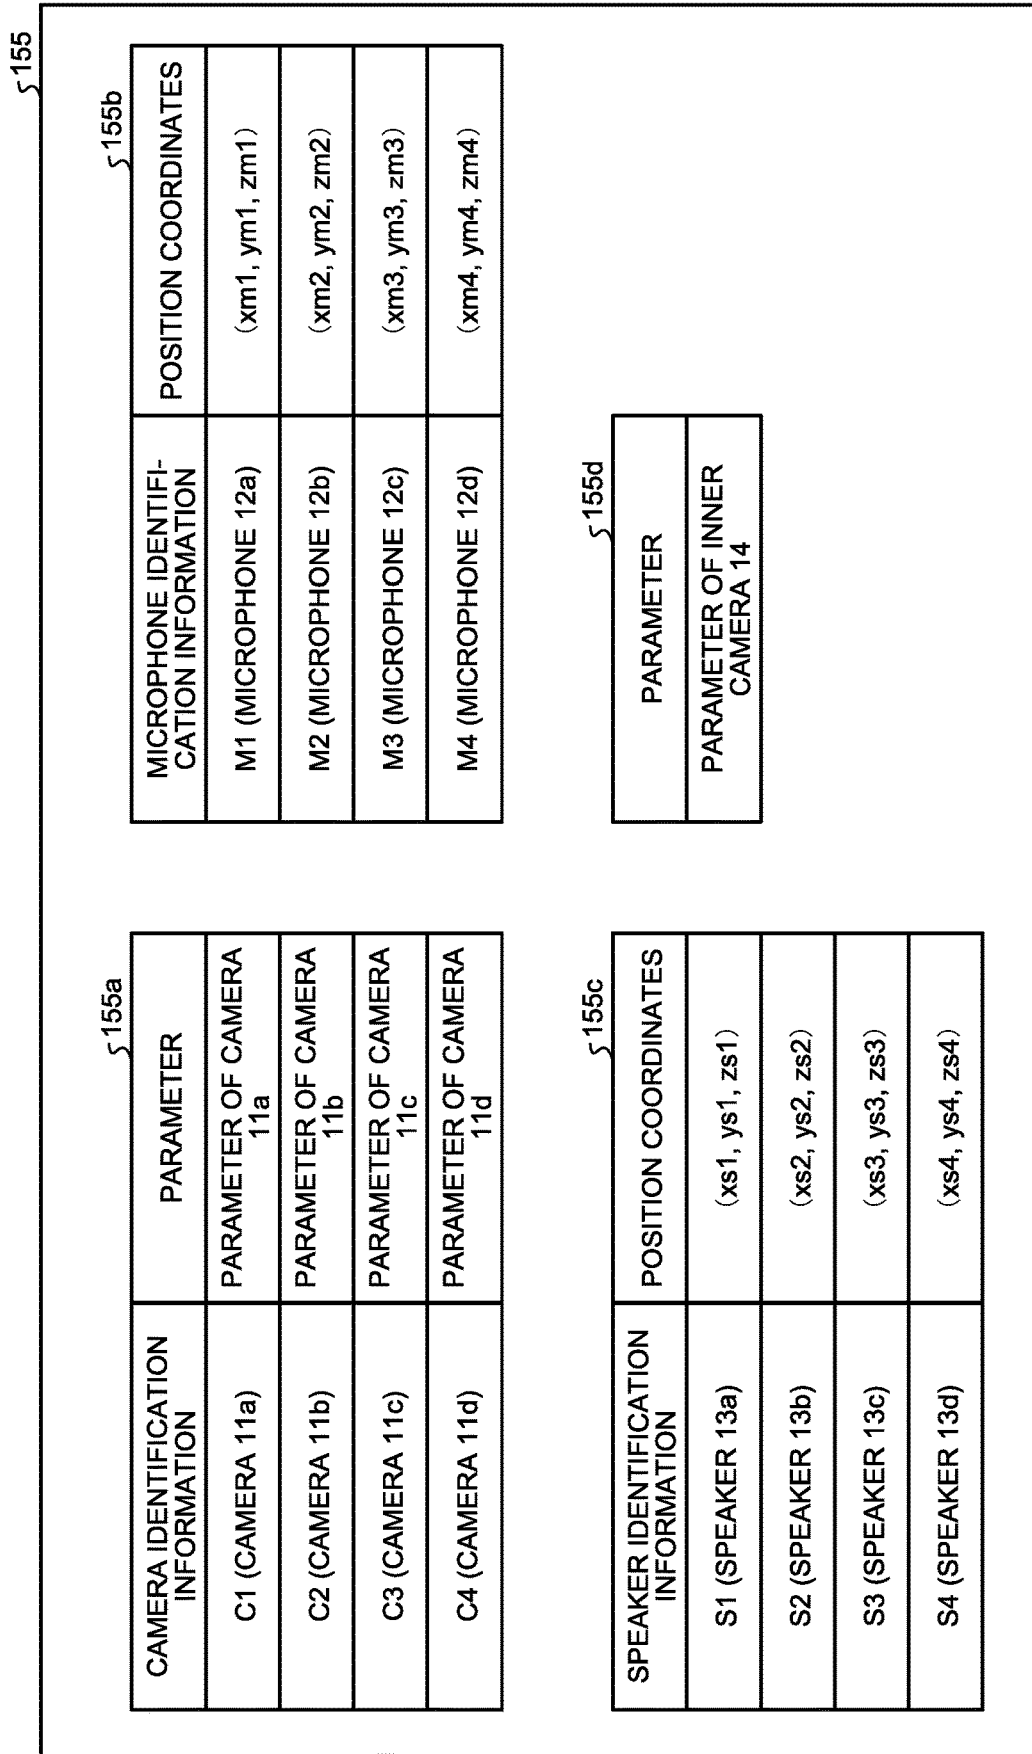 155
155a
CAMERA IDENTIFICATION
INFORMATION
PARAMETER
C1 (CAMERA 11a)
PARAMETER OF CAMERA
11a
C2 (CAMERA 11b)
PARAMETER OF CAMERA
11b
C3 (CAMERA 11c)
PARAMETER OF CAMERA
11c
C4 (CAMERA 11d)
PARAMETER OF CAMERA
11d
155b
MICROPHONE IDENTIFI-
CATION INFORMATION
POSITION COORDINATES
M1 (MICROPHONE 12a)
(xm1, ym1, zm1)
M2 (MICROPHONE 12b)
(xm2, ym2, zm2)
M3 (MICROPHONE 12c)
(xm3, ym3, zm3)
M4 (MICROPHONE 12d)
(xm4, ym4, zm4)
155c
SPEAKER IDENTIFICATION
INFORMATION
POSITION COORDINATES
S1 (SPEAKER 13a)
(xs1, ys1, zs1)
S2 (SPEAKER 13b)
(xs2, ys2, zs2)
S3 (SPEAKER 13c)
(xs3, ys3, zs3)
S4 (SPEAKER 13d)
(xs4, ys4, zs4)
155d
PARAMETER
PARAMETER OF INNER
CAMERA 14